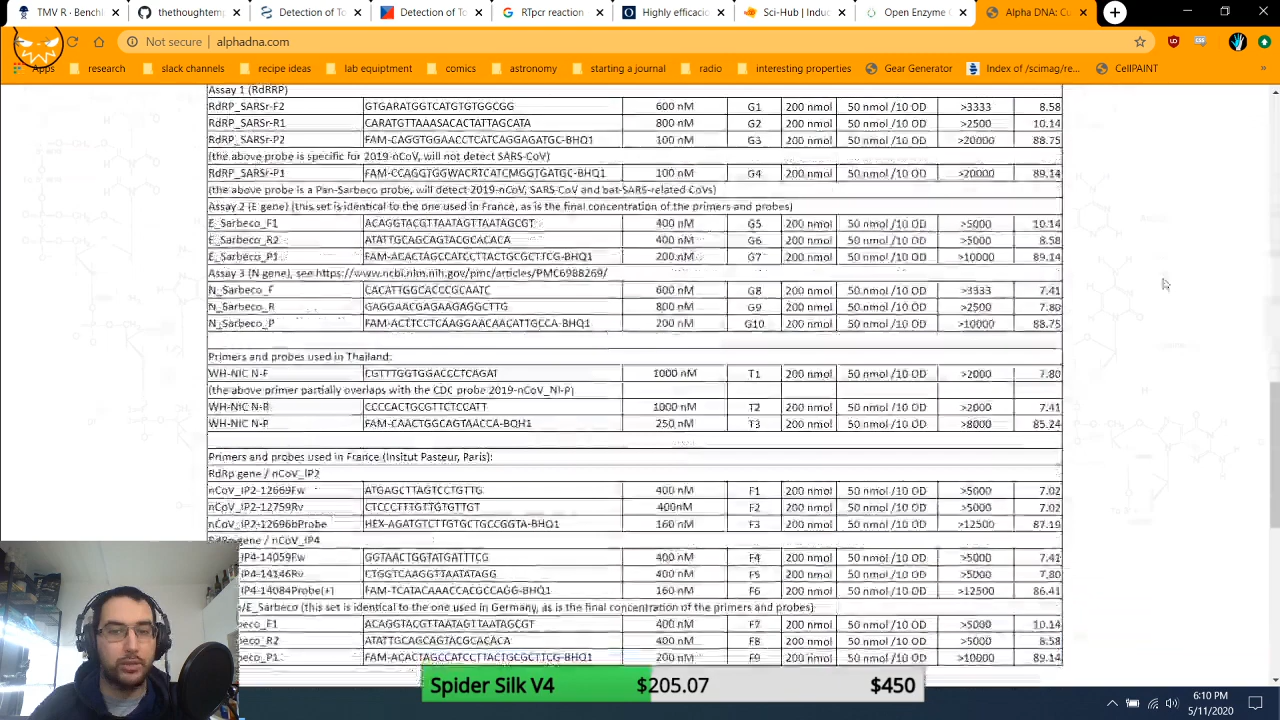 TMV R - Benchl
thethoughtemp
Detection of To
Detection of To
RTpcr reaction
Highly efficacio
Sci-Hub | Induc
Open Enzyme C
Alpha DNA: Cu
Not secure | alphadna.com
Apps research slack channels recipe ideas lab equiptment comics astronomy starting a journal radio interesting properties Gear Generator Index of /scimag/re... CellPAINT
Assay 1 (RdRRP)
RdRP_SARSr-F2 GTGARATGGTCATGTGTGGCGG 600 nM G1 200 nmol 50 nmol /10 OD >3333 8.58
RdRP_SARSr-R1 CARATGTTAAASACACTATTAGCATA 800 nM G2 200 nmol 50 nmol /10 OD >2500 10.14
RdRP_SARSr-P2 FAM-CAGGTGGAACCTCATCAGGAGATGC-BHQ1 100 nM G3 200 nmol 50 nmol /10 OD >20000 88.75
(the above probe is specific for 2019-nCoV, will not detect SARS-CoV)
RdRP_SARSr-P1 FAM-CCAGGTGGWACRTCATCMGGTGATGC-BHQ1 100 nM G4 200 nmol 50 nmol /10 OD >20000 89.14
(the above probe is a Pan-Sarbeco probe, will detect 2019-nCoV, SARS-CoV and bat-SARS-related CoVs)
Assay 2 (E gene) (this set is identical to the one used in France, as is the final concentration of the primers and probes)
E_Sarbeco_F1 ACAGGTACGTTAATAGTTAATAGCGT 400 nM G5 200 nmol 50 nmol /10 OD >5000 10.14
E_Sarbeco_R2 ATATTGCAGCAGTACGCACACA 400 nM G6 200 nmol 50 nmol /10 OD >5000 8.58
E_Sarbeco_P1 FAM-ACACTAGCCATCCTTACTGCGCTTCG-BHQ1 200 nM G7 200 nmol 50 nmol /10 OD >10000 89.14
Assay 3 (N gene), see https://www.ncbi.nlm.nih.gov/pmc/articles/PMC6988269/
N_Sarbeco_F CACATTGGCACCCGCAATC 600 nM G8 200 nmol 50 nmol /10 OD >3333 7.41
N_Sarbeco_R GAGGAACGAGAAGAGGCTTG 800 nM G9 200 nmol 50 nmol /10 OD >2500 7.80
N_Sarbeco_P FAM-ACTTCCTCAAGGAACAACATTGCCA-BHQ1 200 nM G10 200 nmol 50 nmol /10 OD >10000 88.75
Primers and probes used in Thailand:
WH-NIC N-F CGTTTGGTGGACCCTCAGAT 1000 nM T1 200 nmol 50 nmol /10 OD >2000 7.80
(the above primer partially overlaps with the CDC probe 2019-nCoV_NI-P)
WH-NIC N-R CCCCACTGCGTTCTCCATT 1000 nM T2 200 nmol 50 nmol /10 OD >2000 7.41
WH-NIC N-P FAM-CAACTGGCAGTAACCA-BQH1 250 nM T3 200 nmol 50 nmol /10 OD >8000 85.24
Primers and probes used in France (Insitut Pasteur, Paris):
RdRp gene / nCoV_IP2
nCoV_IP2-12669Fw ATGAGCTTAGTCCTGTTG 400 nM F1 200 nmol 50 nmol /10 OD >5000 7.02
nCoV_IP2-12759Rv CTCCCTTTGTTGTGTTGT 400nM F2 200 nmol 50 nmol /10 OD >5000 7.02
nCoV_IP2-12696bProbe HEX-AGATGTCTTGTGCTGCCGGTA-BHQ1 160 nM F3 200 nmol 50 nmol /10 OD >12500 87.19
RdRp gene / nCoV_IP4
IP4-14059Fw GGTAACTGGTATGATTTCG 400 nM F4 200 nmol 50 nmol /10 OD >5000 7.41
IP4-14146Rv CTGGTCAAGGTTAATATAGG 400 nM F5 200 nmol 50 nmol /10 OD >5000 7.80
IP4-14084Probe(+) FAM-TCATACAAACCACGCCAGG-BHQ1 160 nM F6 200 nmol 50 nmol /10 OD >12500 86.41
/E_Sarbeco (this set is identical to the one used in Germany, as is the final concentration of the primers and probes)
beco_F1 ACAGGTACGTTAATAGTTAATAGCGT 400 nM F7 200 nmol 50 nmol /10 OD >5000 10.14
beco_R2 ATATTGCAGCAGTACGCACACA 400 nM F8 200 nmol 50 nmol /10 OD >5000 8.58
beco_P1 FAM-ACACTAGCCATCCTTACTGCGCTTCG-BHQ1 200 nM F9 200 nmol 50 nmol /10 OD >10000 89.14
Spider Silk V4 $205.07 $450
6:10 PM
5/11/2020